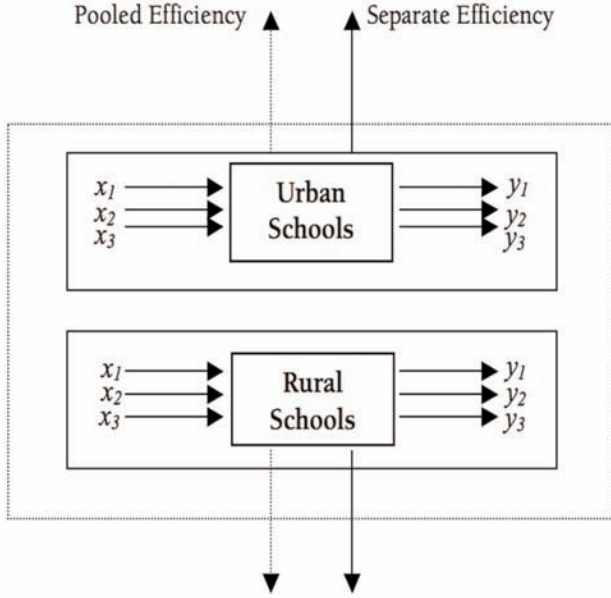 Pooled Efficiency Separate Efficiency
x1 Urban Schools y1
x2 y2
x3 y3
x1 Rural Schools y1
x2 y2
x3 y3